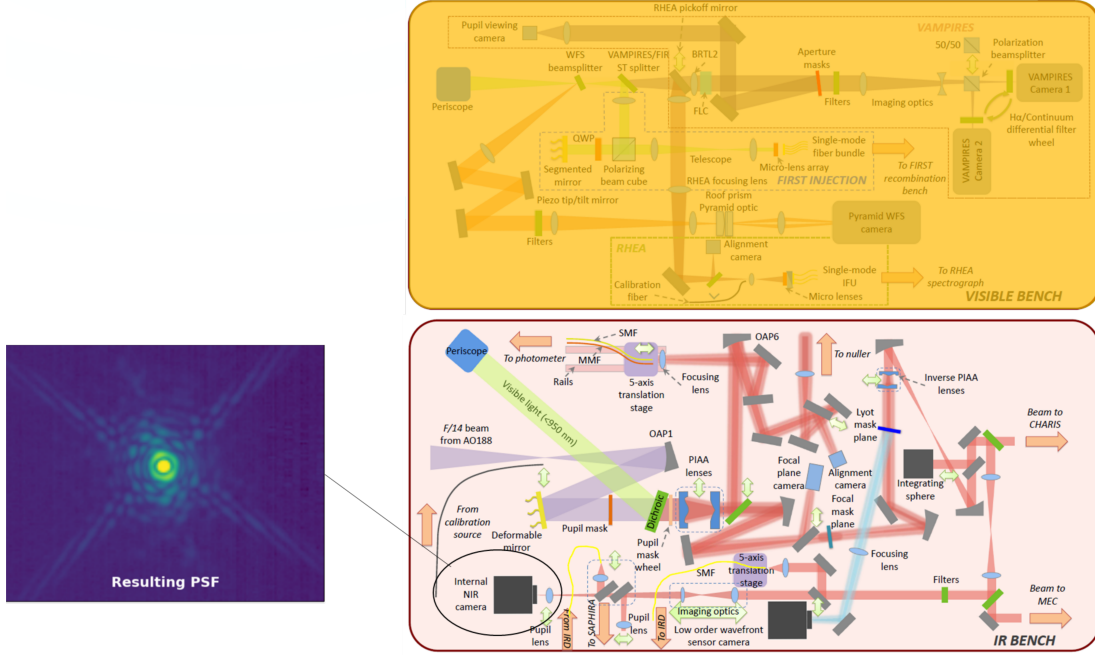 RHEA pickoff mirror
Pupil viewing
camera
VAMPIRES
WFS
beamsplitter
VAMPIRES/FIR
ST splitter
BRTL2
Aperture
masks
50/50
Polarization
beamsplitter
Periscope
FLC
Filters
Imaging optics
VAMPIRES
Camera 1
Hα/Continuum
differential filter
wheel
VAMPIRES
Camera 2
QWP
Segmented
mirror
Polarizing
beam cube
Telescope
Single-mode
fiber bundle
Micro-lens array
To FIRST
recombination
bench
RHEA focusing lens
FIRST INJECTION
Piezo tip/tilt mirror
Roof prism
Pyramid optic
Pyramid WFS
camera
Filters
RHEA
Alignment
camera
Calibration
fiber
Single-mode
IFU
Micro lenses
To RHEA
spectrograph
VISIBLE BENCH
Periscope
To photometer
SMF
MMF
Rails
5-axis
translation
stage
Focusing
lens
OAP6
To nuller
Inverse PIAA
lenses
Visible light (<950 nm)
F/14 beam
from AO188
OAP1
PIAA
lenses
Focal
plane
camera
Alignment
camera
Lyot
mask
plane
Beam to
CHARIS
Integrating
sphere
From
calibration
source
Deformable
mirror
Pupil mask
Dichroic
Pupil
mask
wheel
Focal
mask
plane
Focusing
lens
Internal
NIR
camera
Pupil
lens
From IRD
To SAPHIRA
Pupil
lens
SMF
5-axis
translation
stage
Imaging optics
To IRD
Low order wavefront
sensor camera
Filters
Beam to
MEC
IR BENCH
Resulting PSF